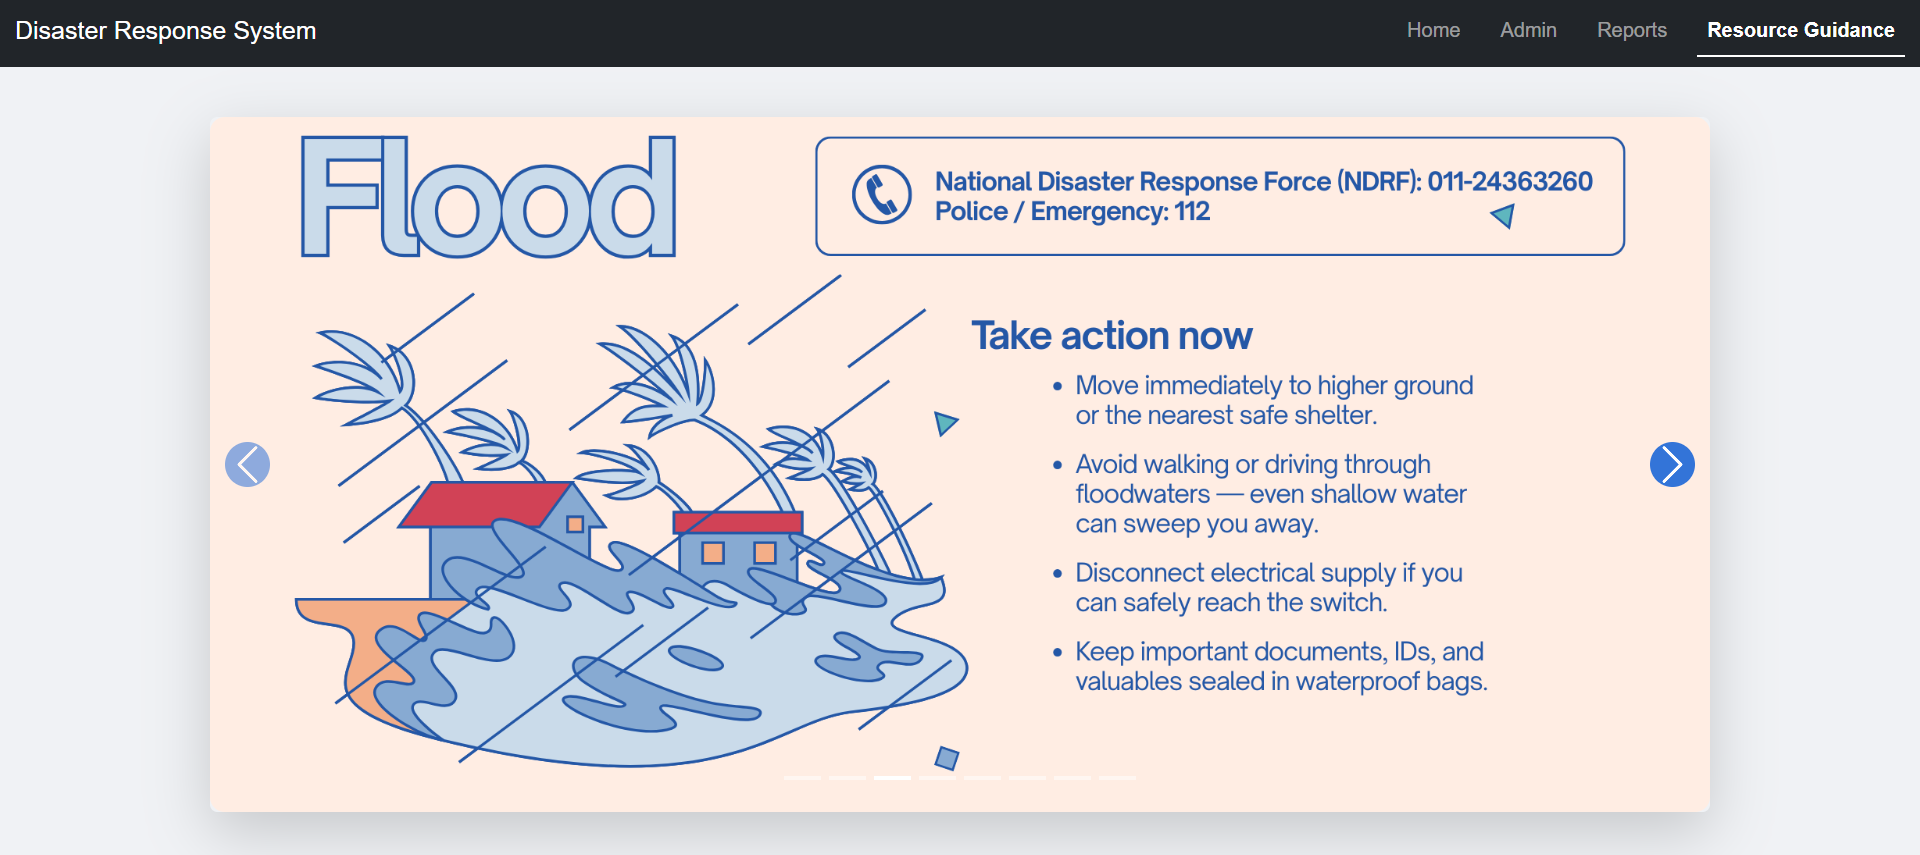 Disaster Response System
Home
Admin
Reports
Resource Guidance
Flood
National Disaster Response Force (NDRF): 011-24363260
Police / Emergency: 112
Take action now
• Move immediately to higher ground
or the nearest safe shelter.
• Avoid walking or driving through
floodwaters — even shallow water
can sweep you away.
• Disconnect electrical supply if you
can safely reach the switch.
• Keep important documents, IDs, and
valuables sealed in waterproof bags.